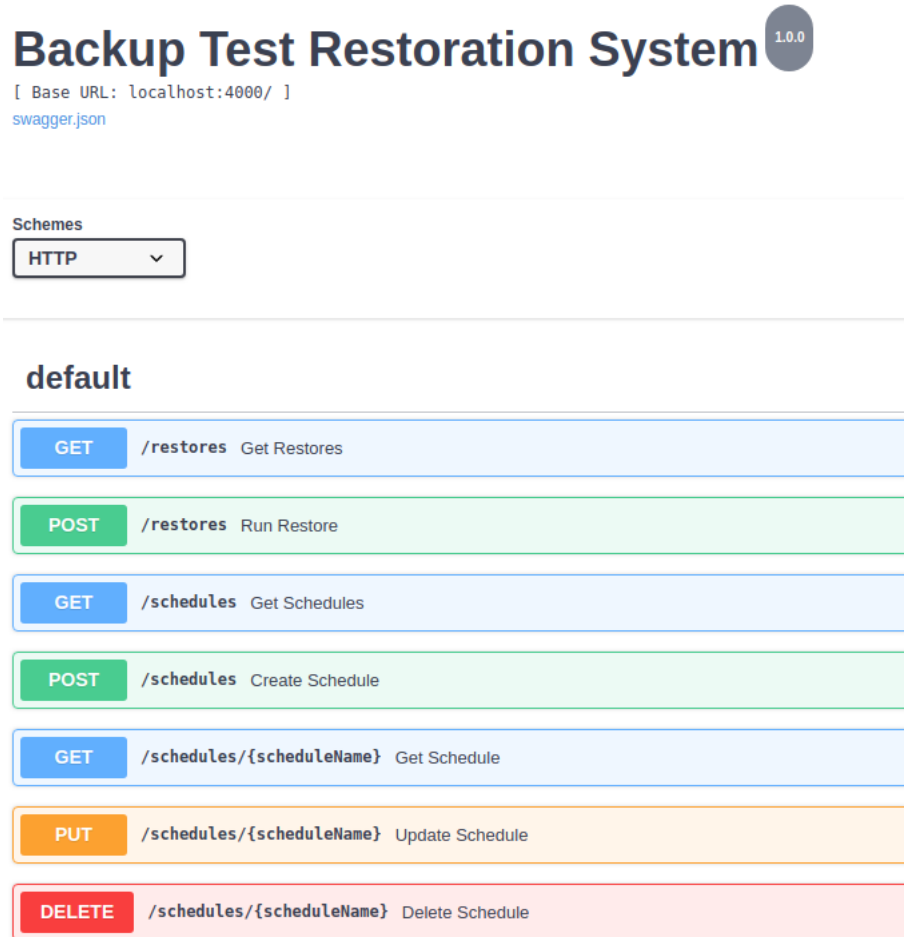 Backup Test Restoration System 1.0.0
[ Base URL: localhost:4000/ ]
swagger.json
Schemes
HTTP
default
GET /restores Get Restores
POST /restores Run Restore
GET /schedules Get Schedules
POST /schedules Create Schedule
GET /schedules/{scheduleName} Get Schedule
PUT /schedules/{scheduleName} Update Schedule
DELETE /schedules/{scheduleName} Delete Schedule